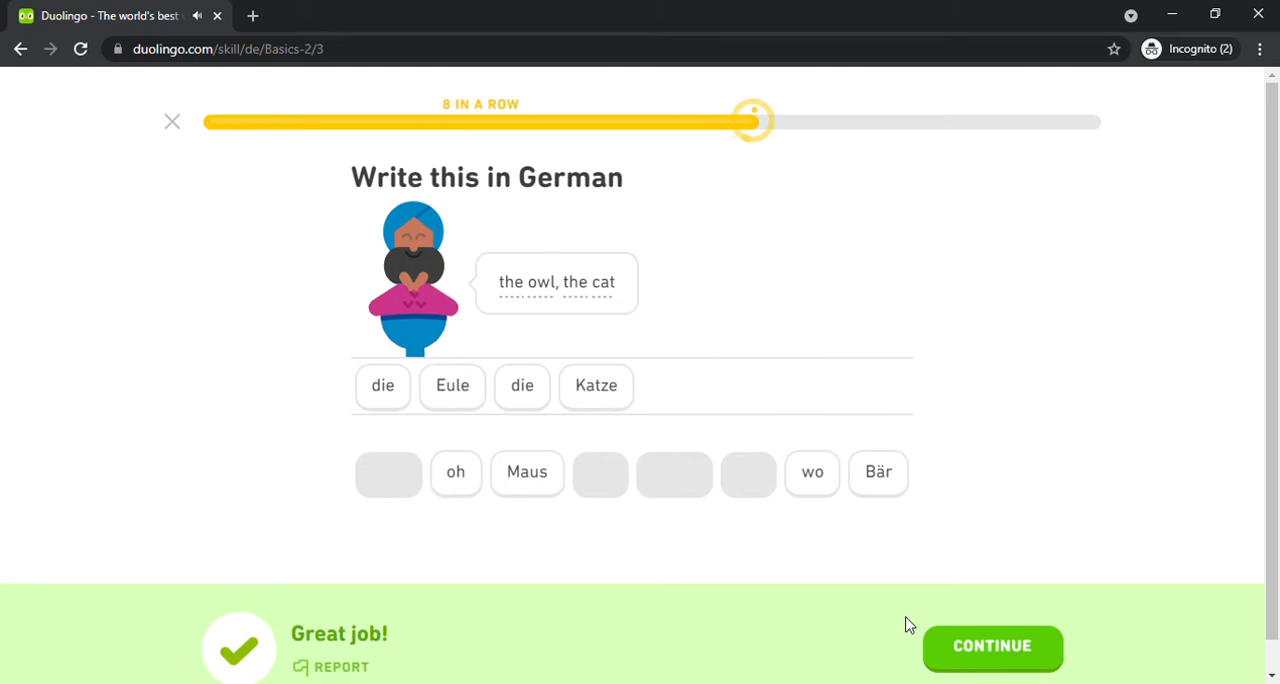 Duolingo - The world's best
duolingo.com/skill/de/Basics-2/3
Incognito (2)
8 IN A ROW
Write this in German
the owl, the cat
die Eule die Katze
oh Maus wo Bär
Great job!
REPORT
CONTINUE